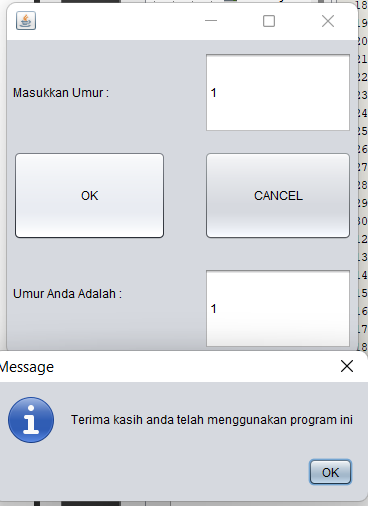 Masukkan Umur :
1
OK
CANCEL
Umur Anda Adalah :
1
Message
Terima kasih anda telah menggunakan program ini
OK